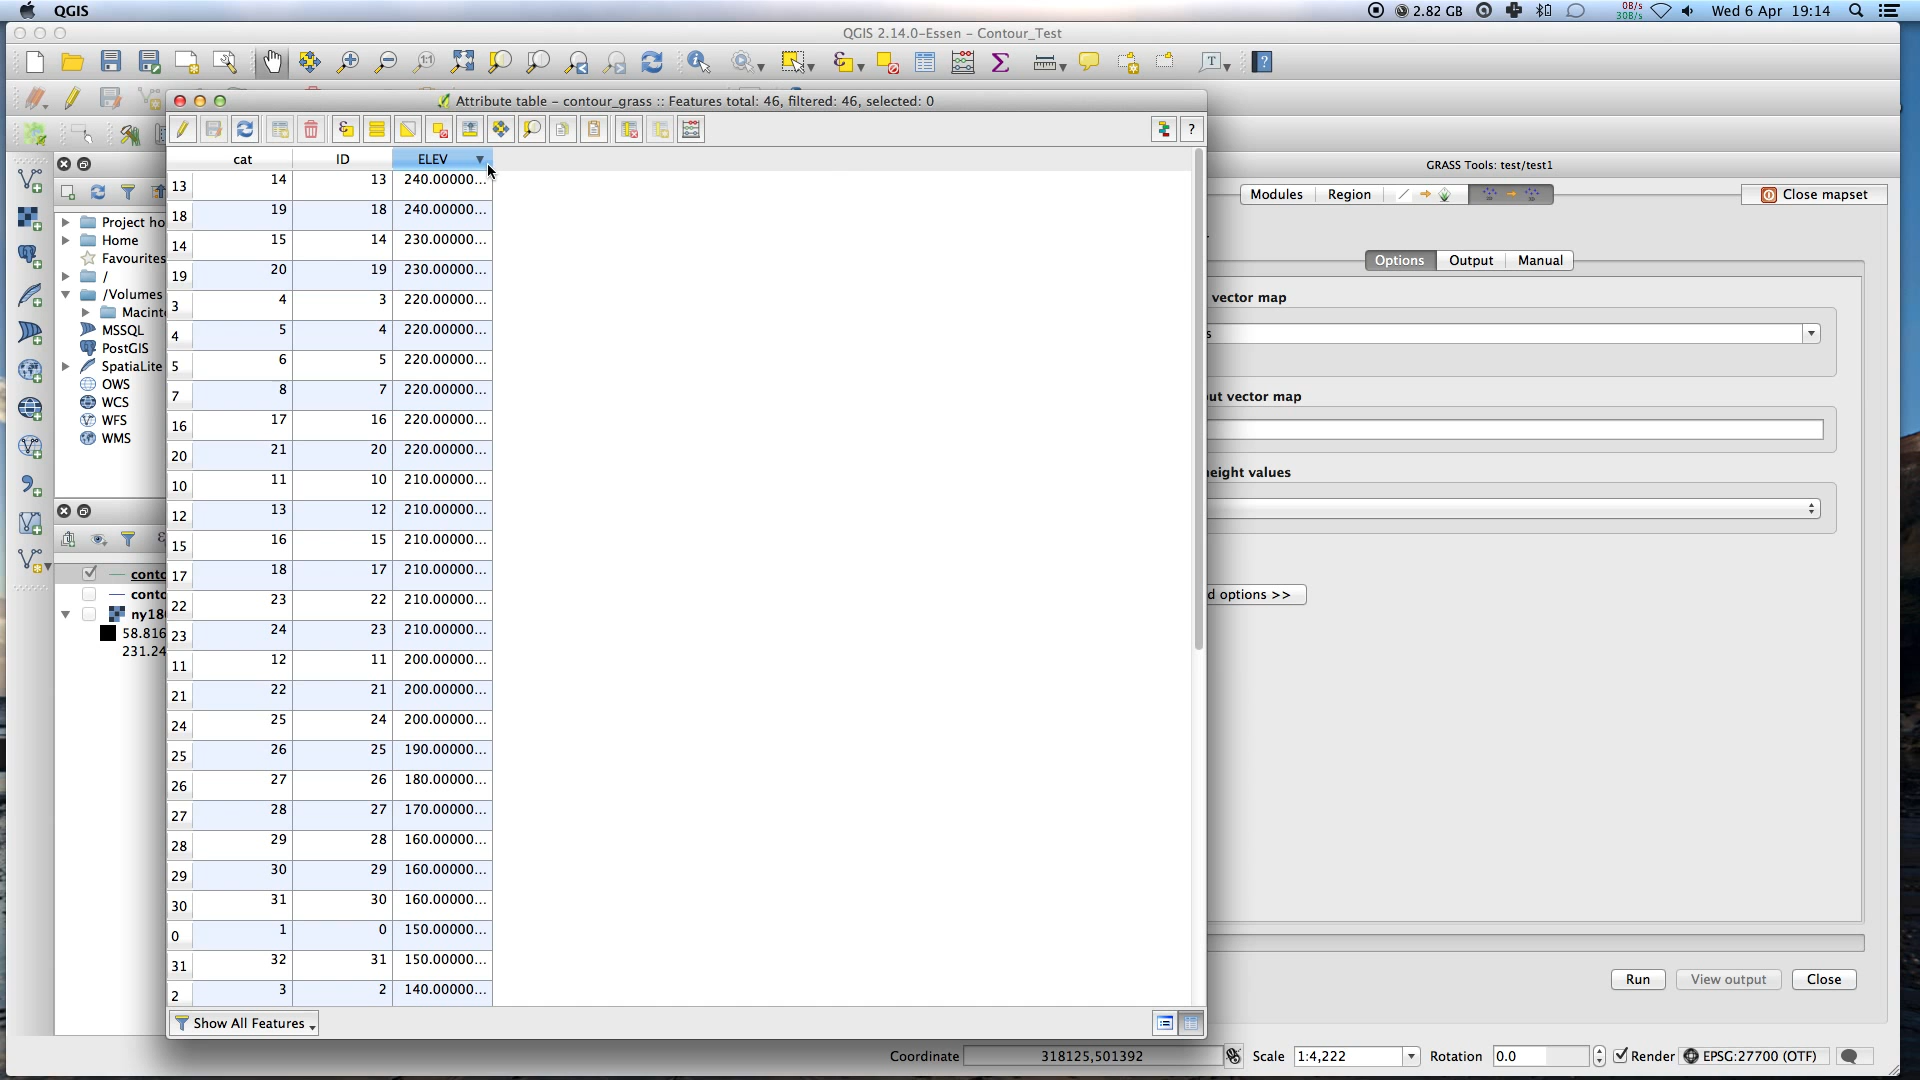 QGIS
2.82 GB
0B/s
30B/s
Wed 6 Apr 19:14
QGIS 2.14.0-Essen - Contour_Test
Attribute table - contour_grass :: Features total: 46, filtered: 46, selected: 0
cat ID ELEV
13 14 13 240.00000...
18 19 18 240.00000...
14 15 14 230.00000...
19 20 19 230.00000...
3 4 3 220.00000...
4 5 4 220.00000...
5 6 5 220.00000...
7 8 7 220.00000...
16 17 16 220.00000...
20 21 20 220.00000...
10 11 10 210.00000...
12 13 12 210.00000...
15 16 15 210.00000...
17 18 17 210.00000...
22 23 22 210.00000...
23 24 23 210.00000...
11 12 11 200.00000...
21 22 21 200.00000...
24 25 24 200.00000...
25 26 25 190.00000...
26 27 26 180.00000...
27 28 27 170.00000...
28 29 28 160.00000...
29 30 29 160.00000...
30 31 30 160.00000...
0 1 0 150.00000...
31 32 31 150.00000...
2 3 2 140.00000...
Show All Features
Project ho
Home
Favourites
/
/Volumes
Macint
MSSQL
PostGIS
SpatiaLite
OWS
WCS
WFS
WMS
conto
conto
ny18
58.816
231.24
GRASS Tools: test/test1
Modules Region Close mapset
Options Output Manual
vector map
s
ut vector map
eight values
d options >>
Run View output Close
Coordinate 318125,501392 Scale 1:4,222 Rotation 0.0 Render EPSG:27700 (OTF)